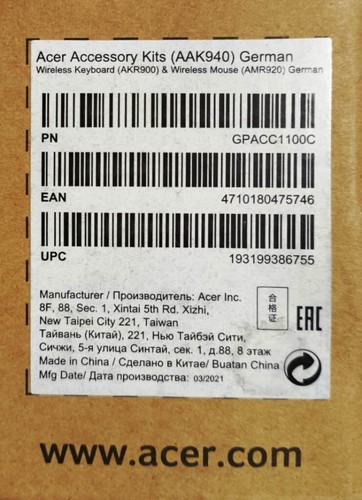 Acer Accessory Kits (AAK940) German
Wireless Keyboard (AKR900) & Wireless Mouse (AMR920) German
PN GPACC1100C
EAN 4710180475746
UPC 193199386755
Manufacturer / Производитель: Acer Inc.
8F, 88, Sec. 1, Xintai 5th Rd. Xizhi,
New Taipei City 221, Taiwan
Тайвань (Китай), 221, Нью Тайбэй Сити,
Сичжи, 5-я улица Синтай, сек. 1, д.88, 8 этаж
Made in China / Сделано в Китае/ Buatan China
Mfg Date/ Дата производства: 03/2021
合格证
EAC
www.acer.com